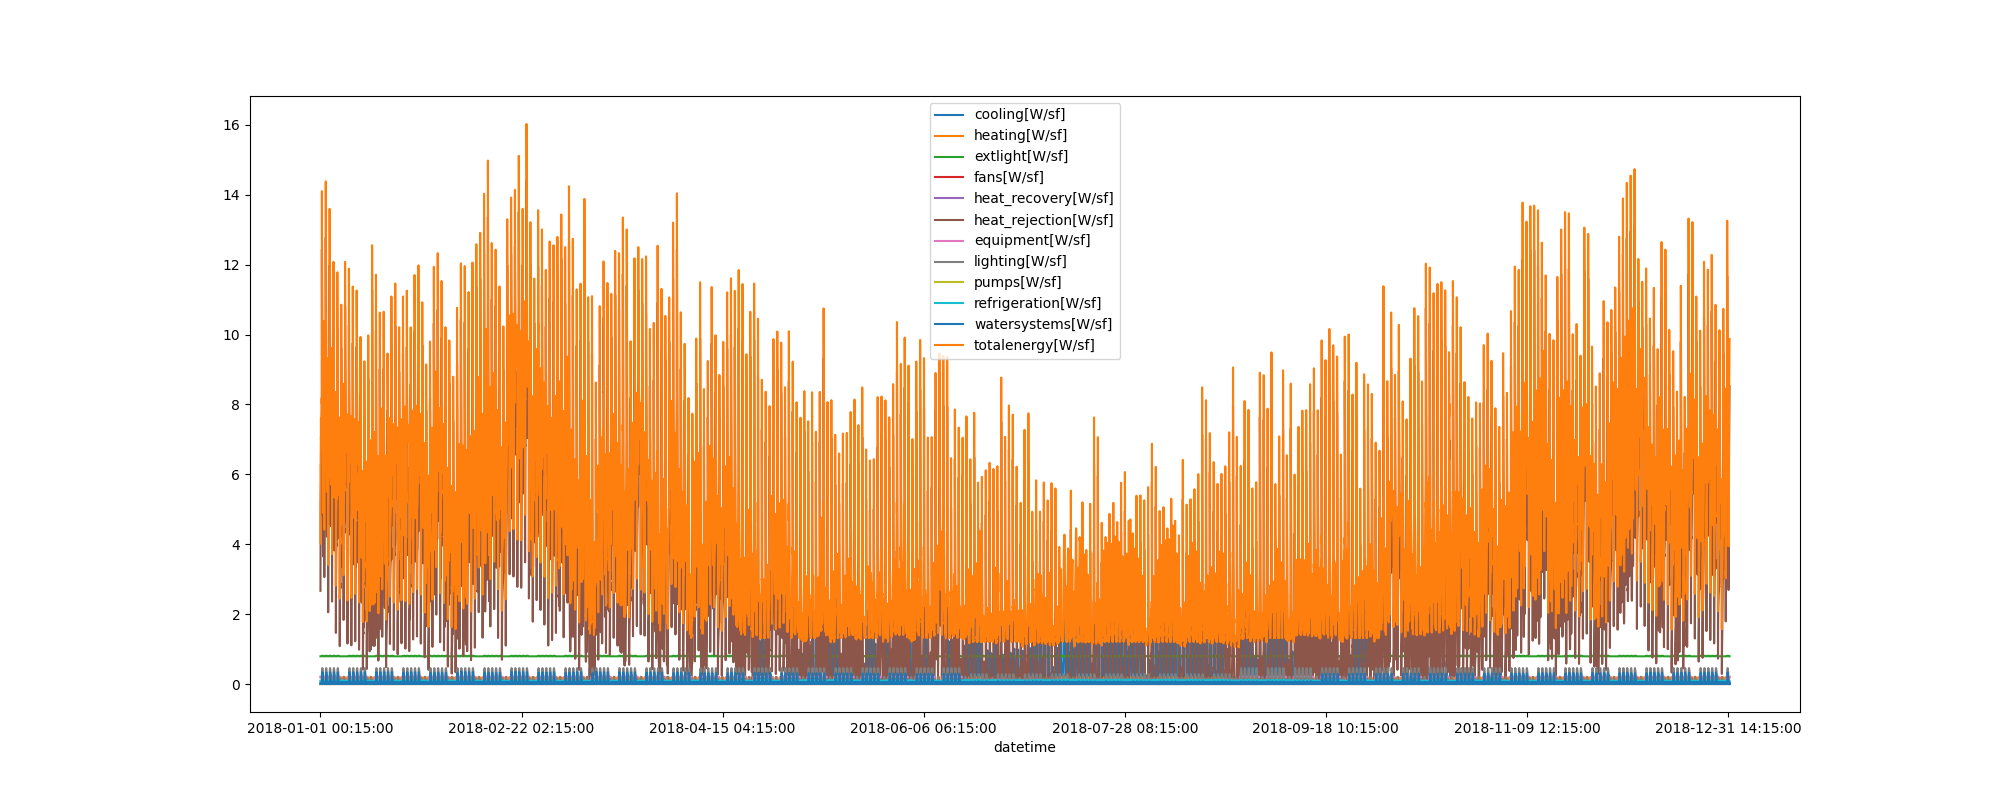 16
14
12
10
8
6
4
2
0
cooling[W/sf]
heating[W/sf]
extlight[W/sf]
fans[W/sf]
heat_recovery[W/sf]
heat_rejection[W/sf]
equipment[W/sf]
lighting[W/sf]
pumps[W/sf]
refrigeration[W/sf]
watersystems[W/sf]
totalenergy[W/sf]
2018-01-01 00:15:00 2018-02-22 02:15:00 2018-04-15 04:15:00 2018-06-06 06:15:00 2018-07-28 08:15:00 2018-09-18 10:15:00 2018-11-09 12:15:00 2018-12-31 14:15:00
datetime